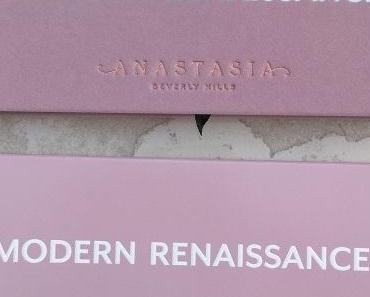 ANASTASIA
BEVERLY HILLS
MODERN RENAISSANCE